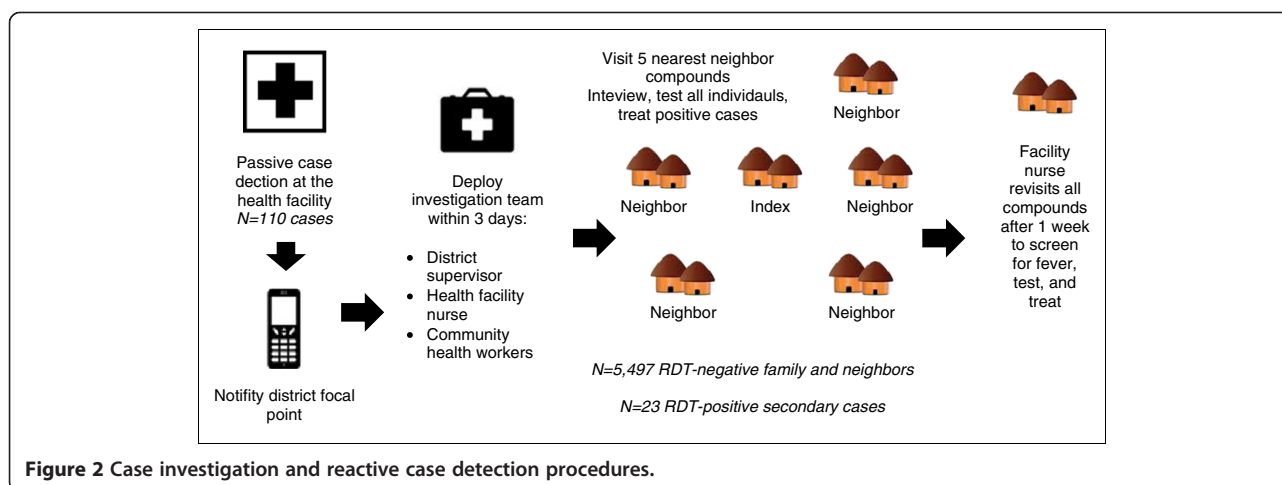 Passive case
dection at the
health facility
N=110 cases
Notifity district focal
point
Deploy
investigation team
within 3 days:
• District
supervisor
• Health facility
nurse
• Community
health workers
Visit 5 nearest neighbor
compounds
Inteview, test all individauls,
treat positive cases
Neighbor
Neighbor
Index
Neighbor
Neighbor
Neighbor
N=5,497 RDT-negative family and neighbors
N=23 RDT-positive secondary cases
Facility
nurse
revisits all
compounds
after 1 week
to screen
for fever,
test, and
treat
Figure 2 Case investigation and reactive case detection procedures.